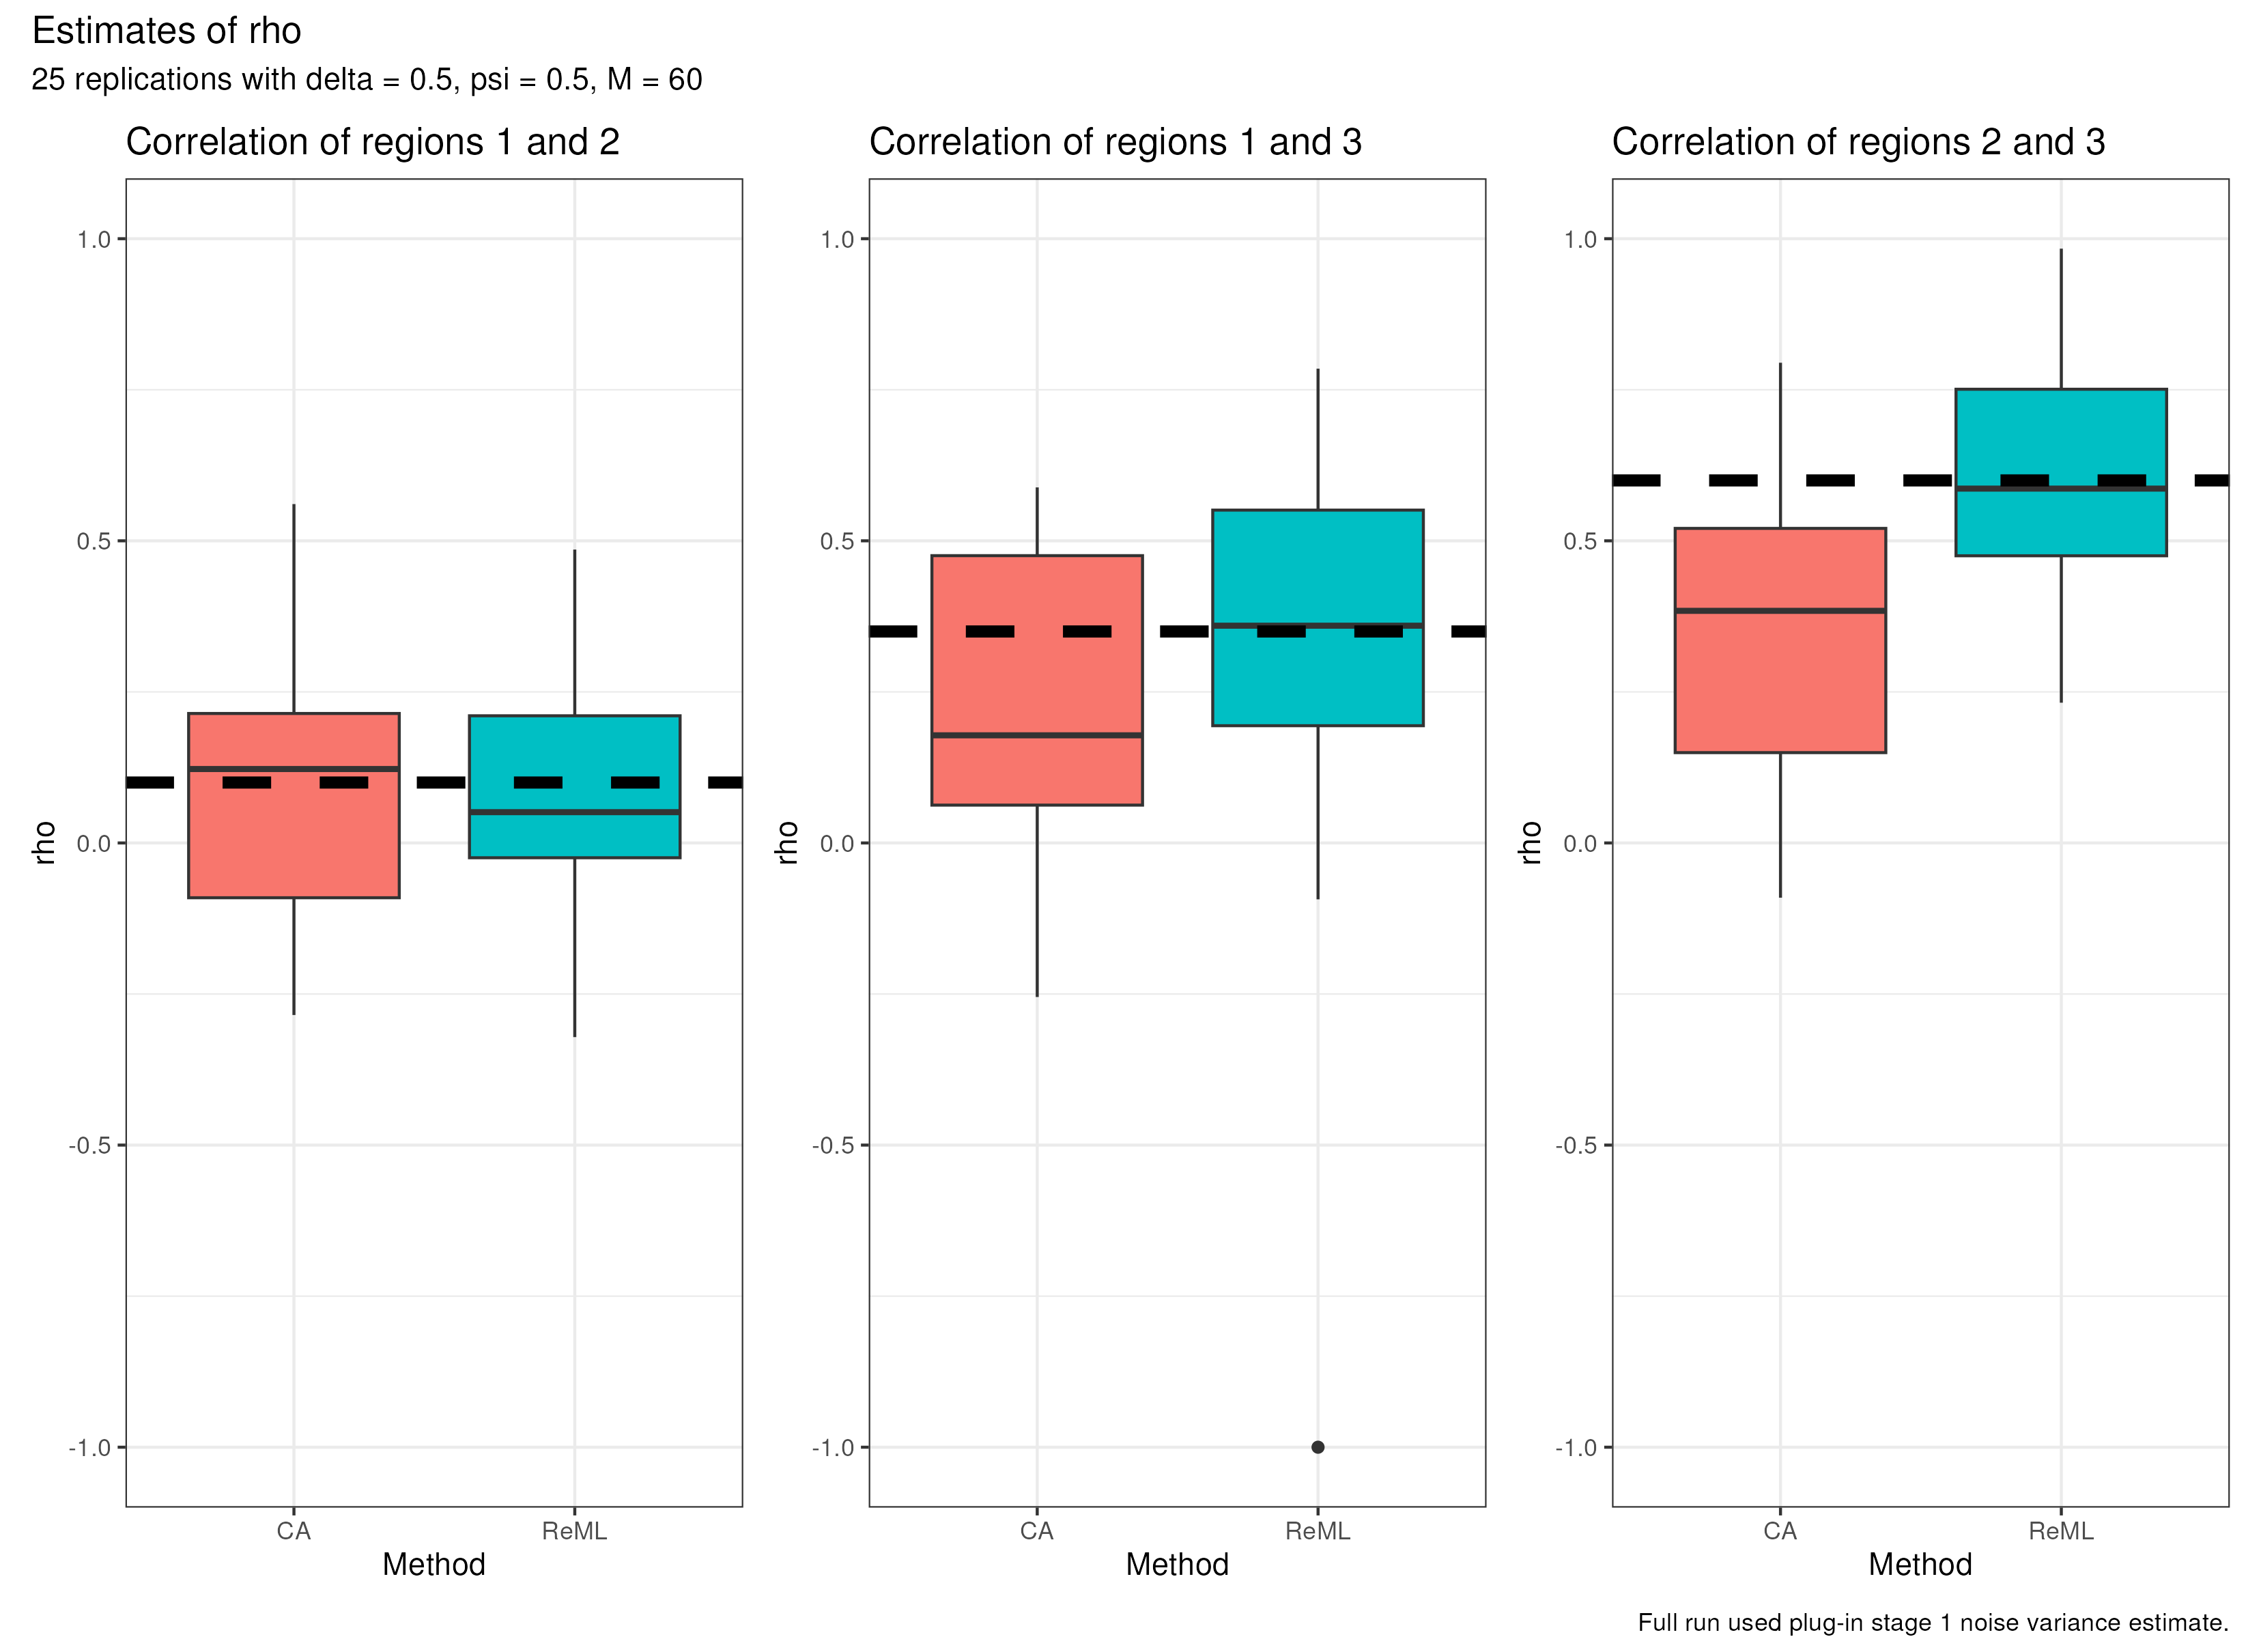 Estimates of rho
25 replications with delta = 0.5, psi = 0.5, M = 60
Correlation of regions 1 and 2
1.0
0.5
0.0
-0.5
-1.0
rho
CA
ReML
Method
Correlation of regions 1 and 3
1.0
0.5
0.0
-0.5
-1.0
rho
CA
ReML
Method
Correlation of regions 2 and 3
1.0
0.5
0.0
-0.5
-1.0
rho
CA
ReML
Method
Full run used plug-in stage 1 noise variance estimate.